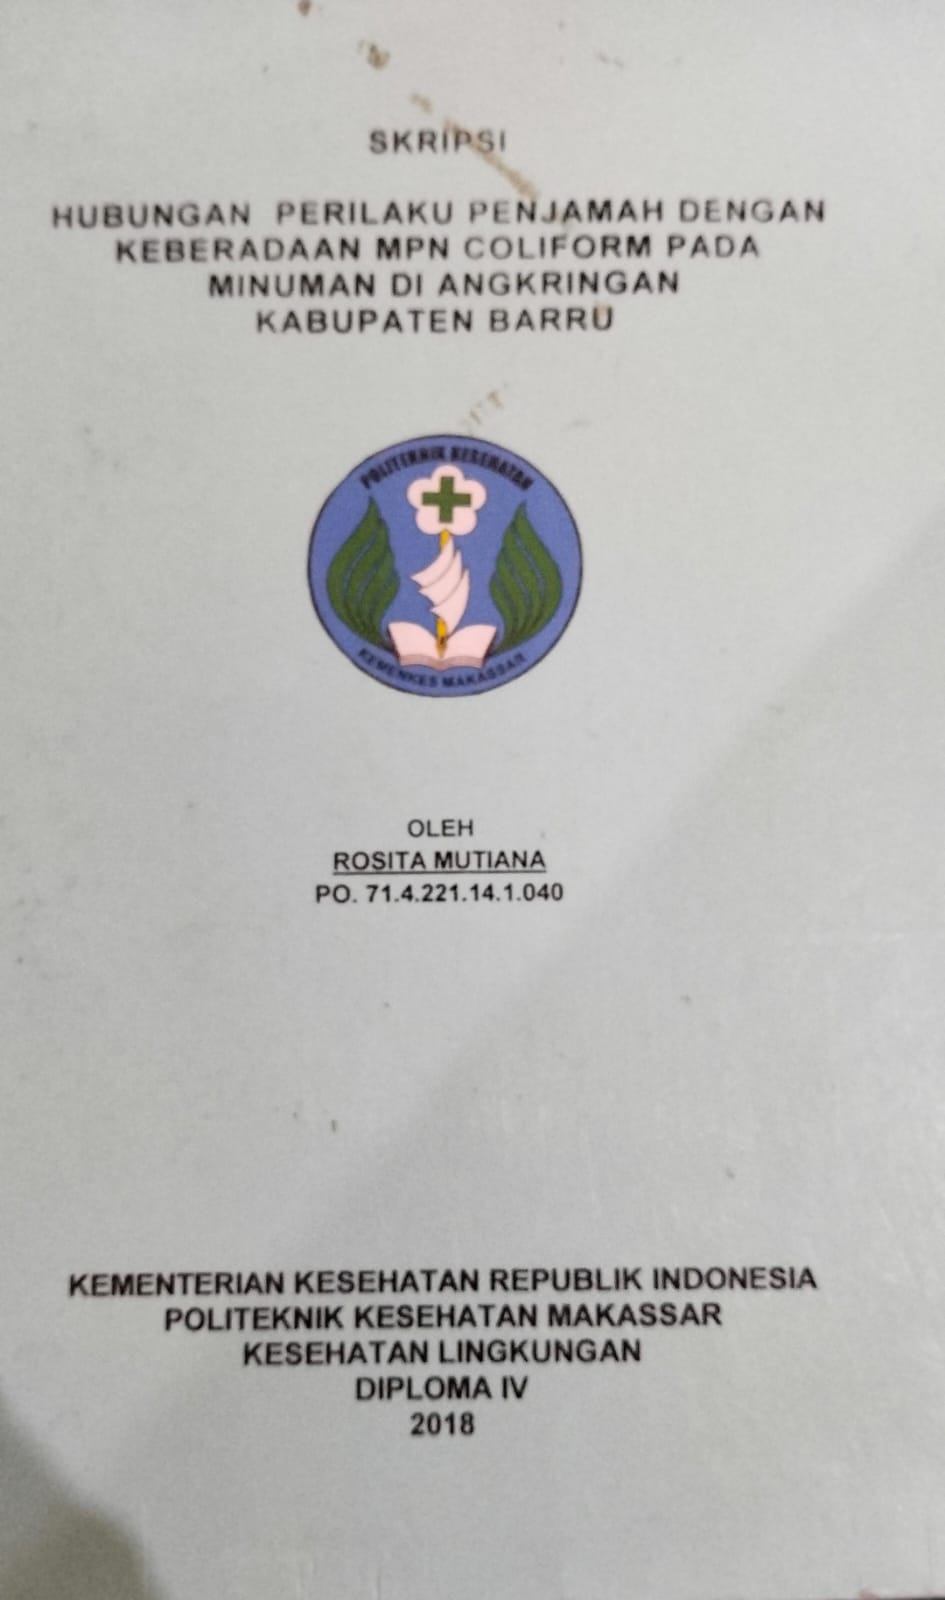 SKRIPSI
HUBUNGAN PERILAKU PENJAMAH DENGAN
KEBERADAAN MPN COLIFORM PADA
MINUMAN DI ANGKRINGAN
KABUPATEN BARRU
POLITEKNIK KESEHATAN
KEMENKES MAKASSAR
OLEH
ROSITA MUTIANA
PO. 71.4.221.14.1.040
KEMENTERIAN KESEHATAN REPUBLIK INDONESIA
POLITEKNIK KESEHATAN MAKASSAR
KESEHATAN LINGKUNGAN
DIPLOMA IV
2018